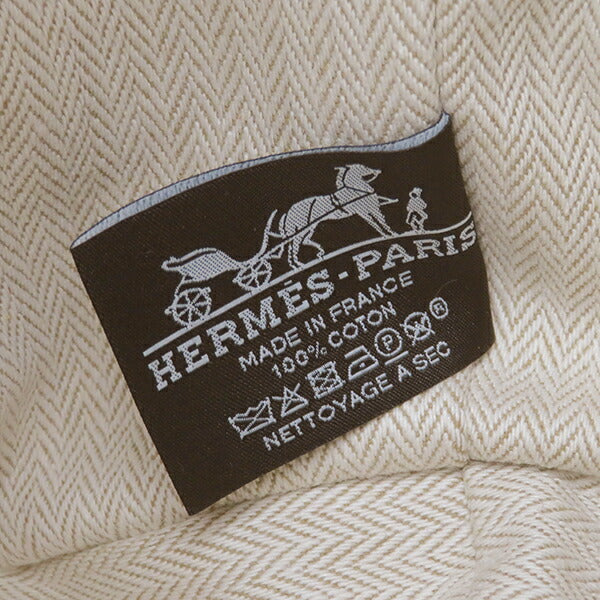 HERMÈS-PARIS
MADE IN FRANCE
100% COTON
P ®
NETTOYAGE A SEC